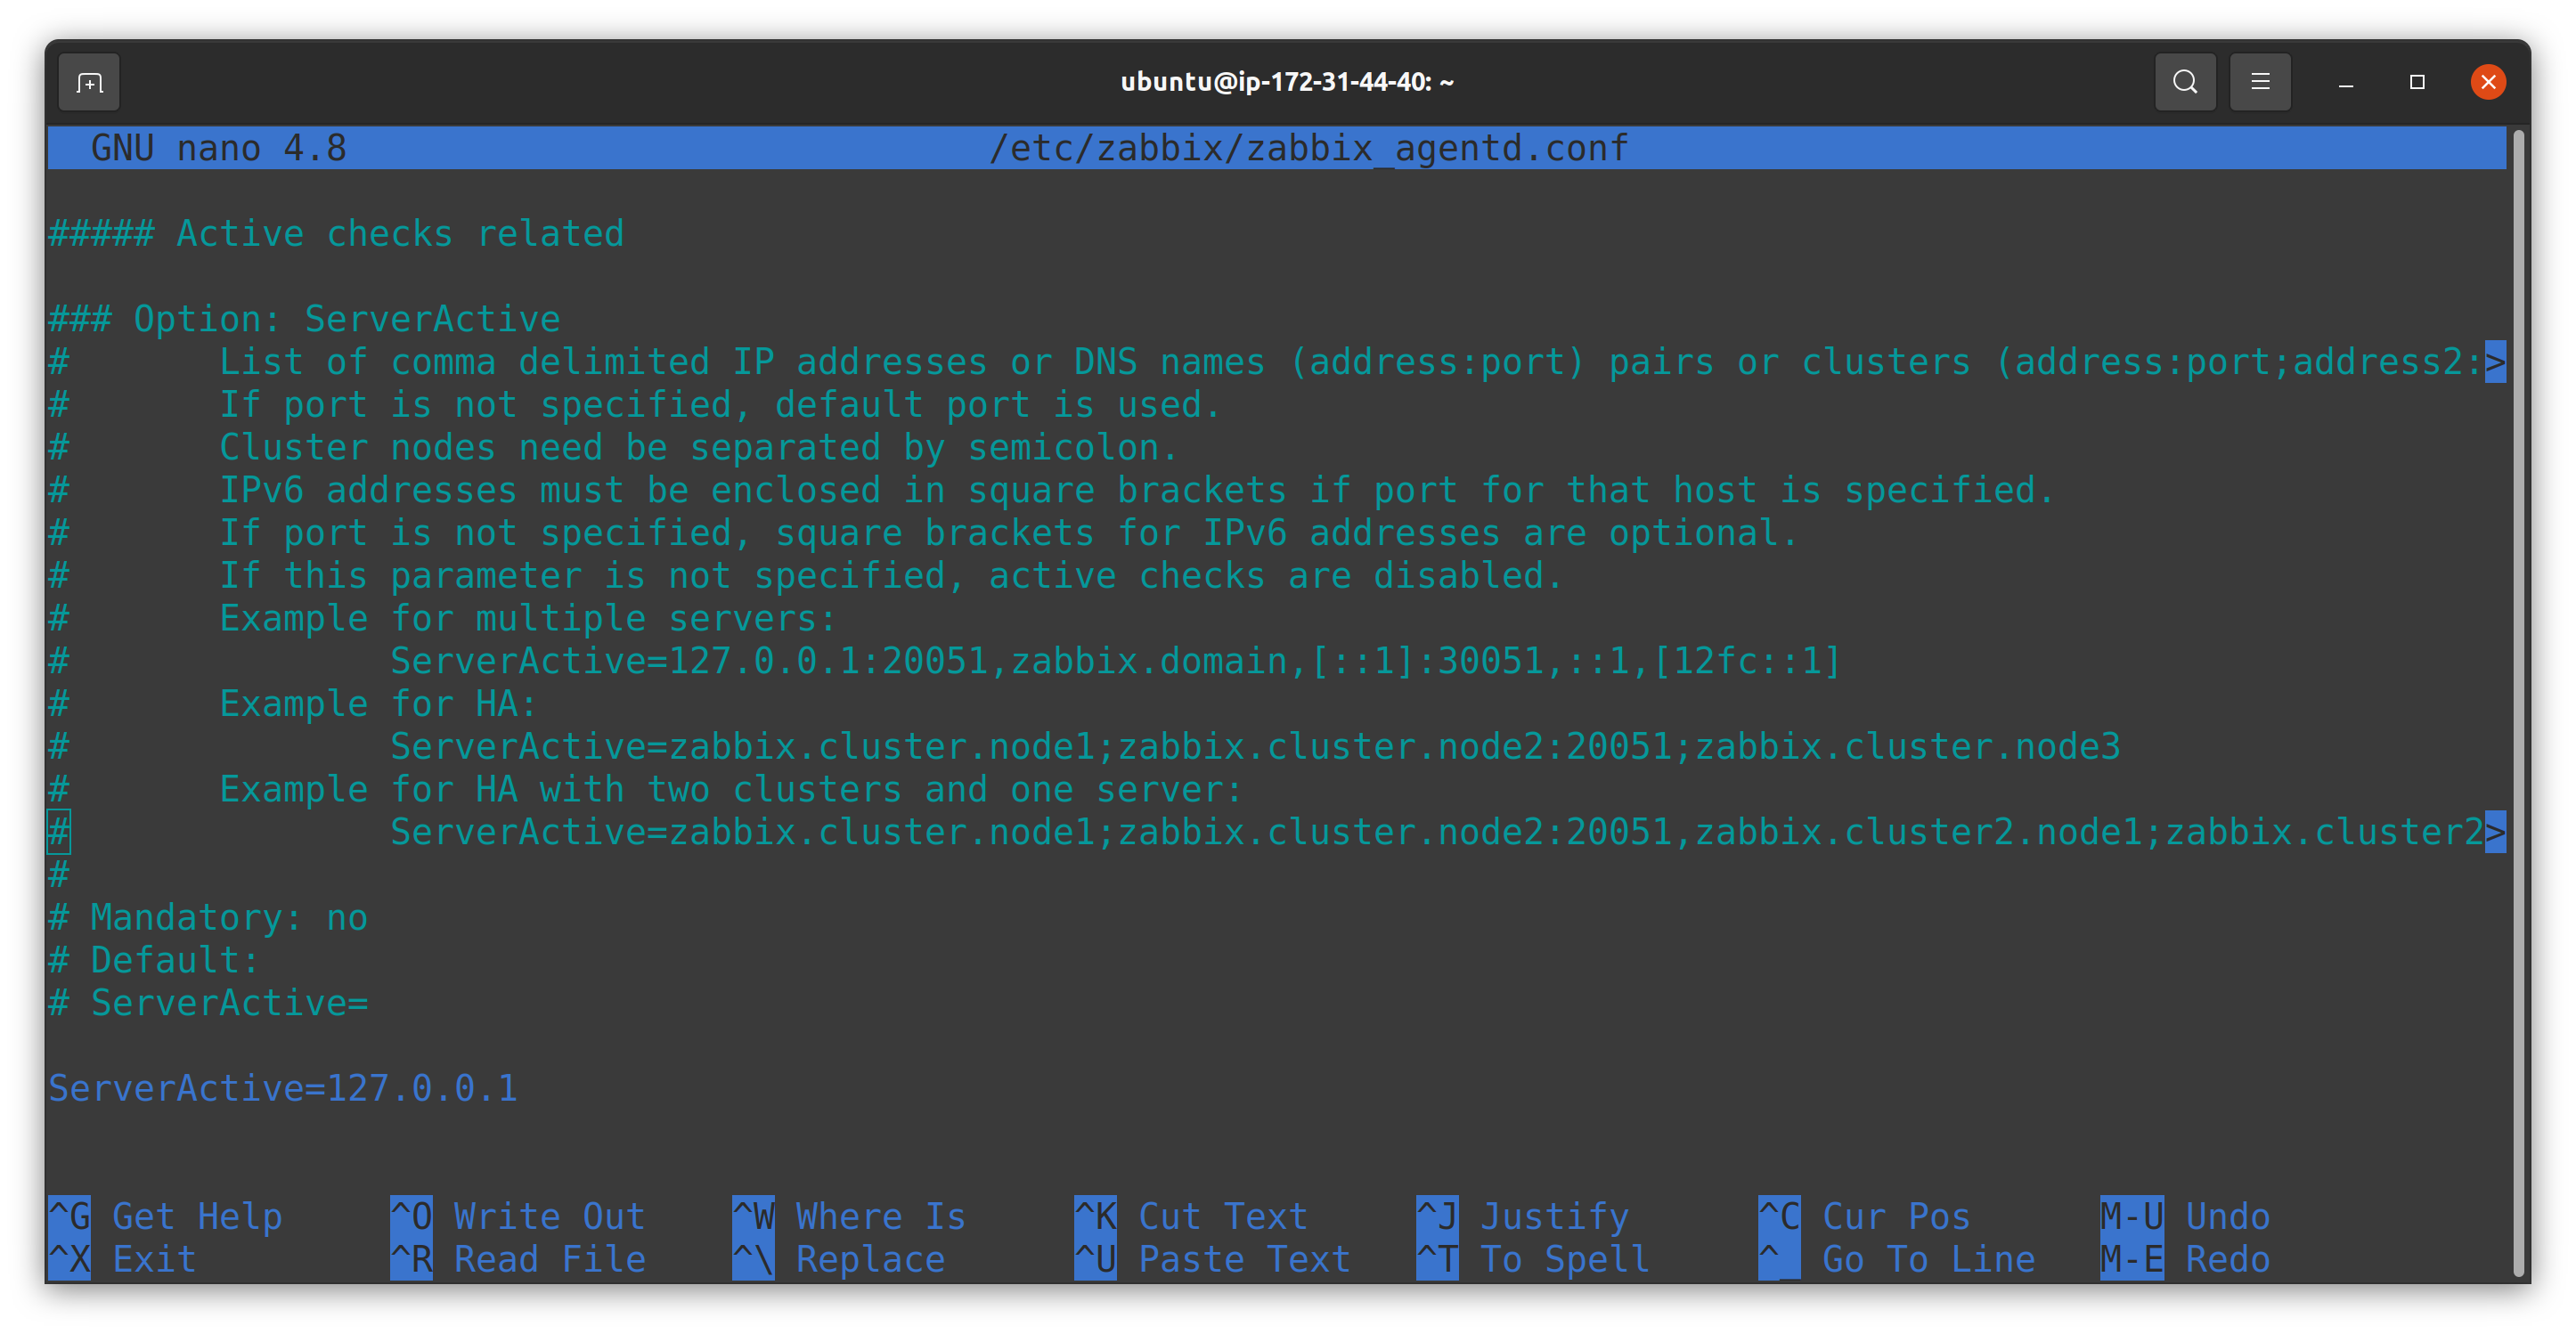 ubuntu@ip-172-31-44-40: ~
GNU nano 4.8 /etc/zabbix/zabbix_agentd.conf
##### Active checks related
### Option: ServerActive
# List of comma delimited IP addresses or DNS names (address:port) pairs or clusters (address:port;address2:>
# If port is not specified, default port is used.
# Cluster nodes need be separated by semicolon.
# IPv6 addresses must be enclosed in square brackets if port for that host is specified.
# If port is not specified, square brackets for IPv6 addresses are optional.
# If this parameter is not specified, active checks are disabled.
# Example for multiple servers:
# ServerActive=127.0.0.1:20051,zabbix.domain,[::1]:30051,::1,[12fc::1]
# Example for HA:
# ServerActive=zabbix.cluster.node1;zabbix.cluster.node2:20051;zabbix.cluster.node3
# Example for HA with two clusters and one server:
# ServerActive=zabbix.cluster.node1;zabbix.cluster.node2:20051,zabbix.cluster2.node1;zabbix.cluster2>
#
# Mandatory: no
# Default:
# ServerActive=
ServerActive=127.0.0.1
^G Get Help ^O Write Out ^W Where Is ^K Cut Text ^J Justify ^C Cur Pos M-U Undo
^X Exit ^R Read File ^\ Replace ^U Paste Text ^T To Spell ^_ Go To Line M-E Redo